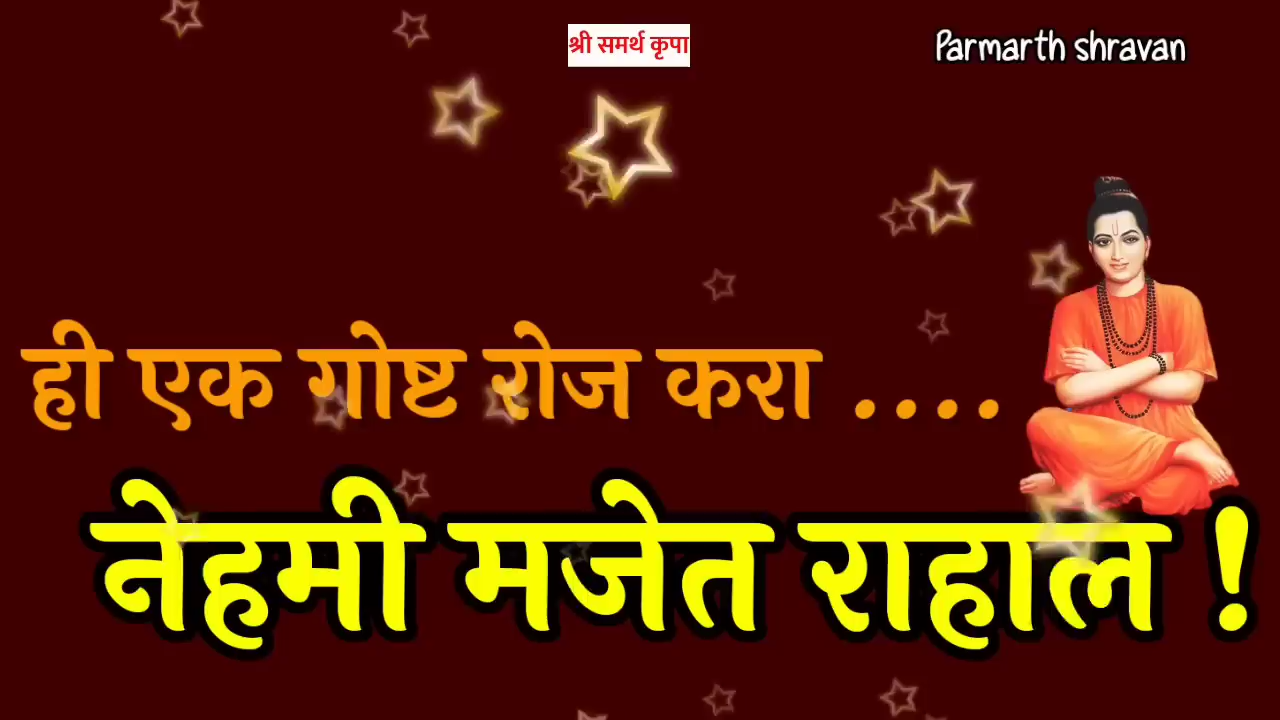 श्री समर्थ कृपा
Parmarth shravan
ही एक गोष्ट रोज करा ....
नेहमी मजेत राहाल !